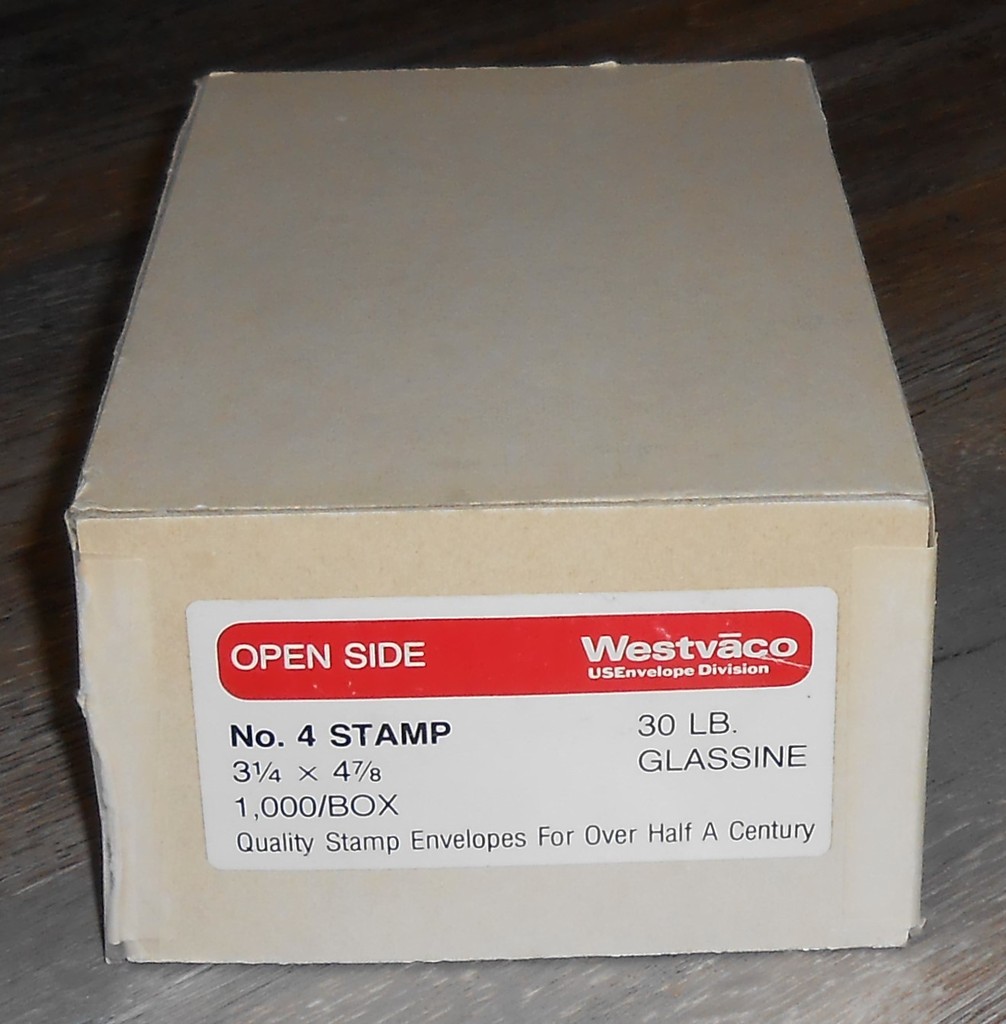 OPEN SIDE
Westvāco
USEnvelope Division
No. 4 STAMP
3¼ × 4⅞
1,000/BOX
30 LB.
GLASSINE
Quality Stamp Envelopes For Over Half A Century